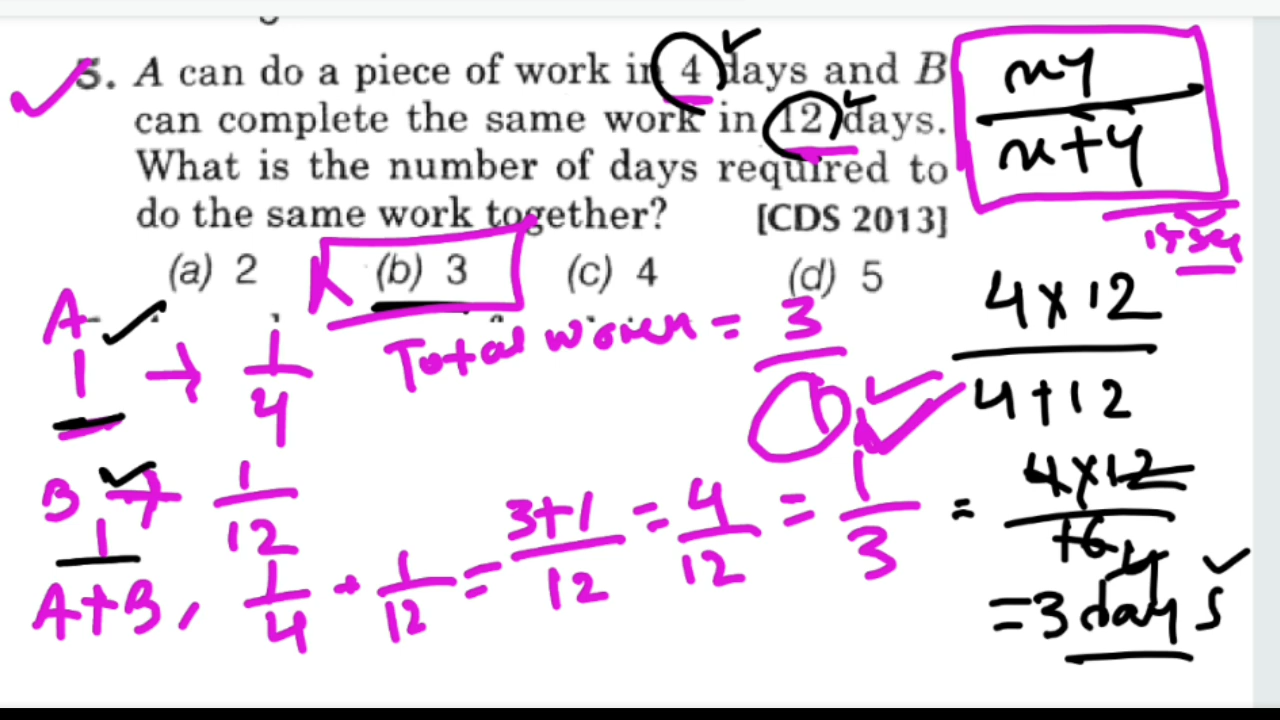 5. A can do a piece of work in 4 days and B
can complete the same work in 12 days.
What is the number of days required to
do the same work together? [CDS 2013]
(a) 2 (b) 3 (c) 4 (d) 5
xy
x+y
A
1 → 1/4
Total work = 3/1
B → 1/12
1
A+B, 1/4 + 1/12 = 3+1/12 = 4/12 = 1/3
4×12
4+12
= 4×12
16
4
=3 days